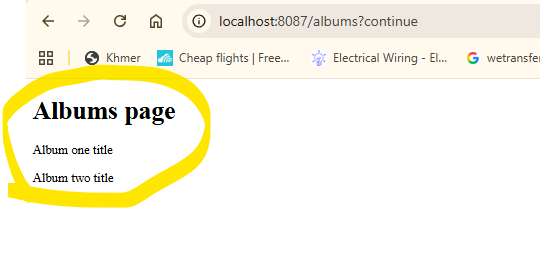 localhost:8087/albums?continue
Khmer Cheap flights | Free... Electrical Wiring - El... wetransfe
Albums page
Album one title
Album two title